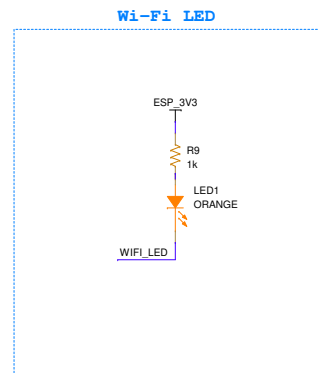 Wi-Fi LED
ESP_3V3
R9
1k
LED1
ORANGE
WIFI_LED